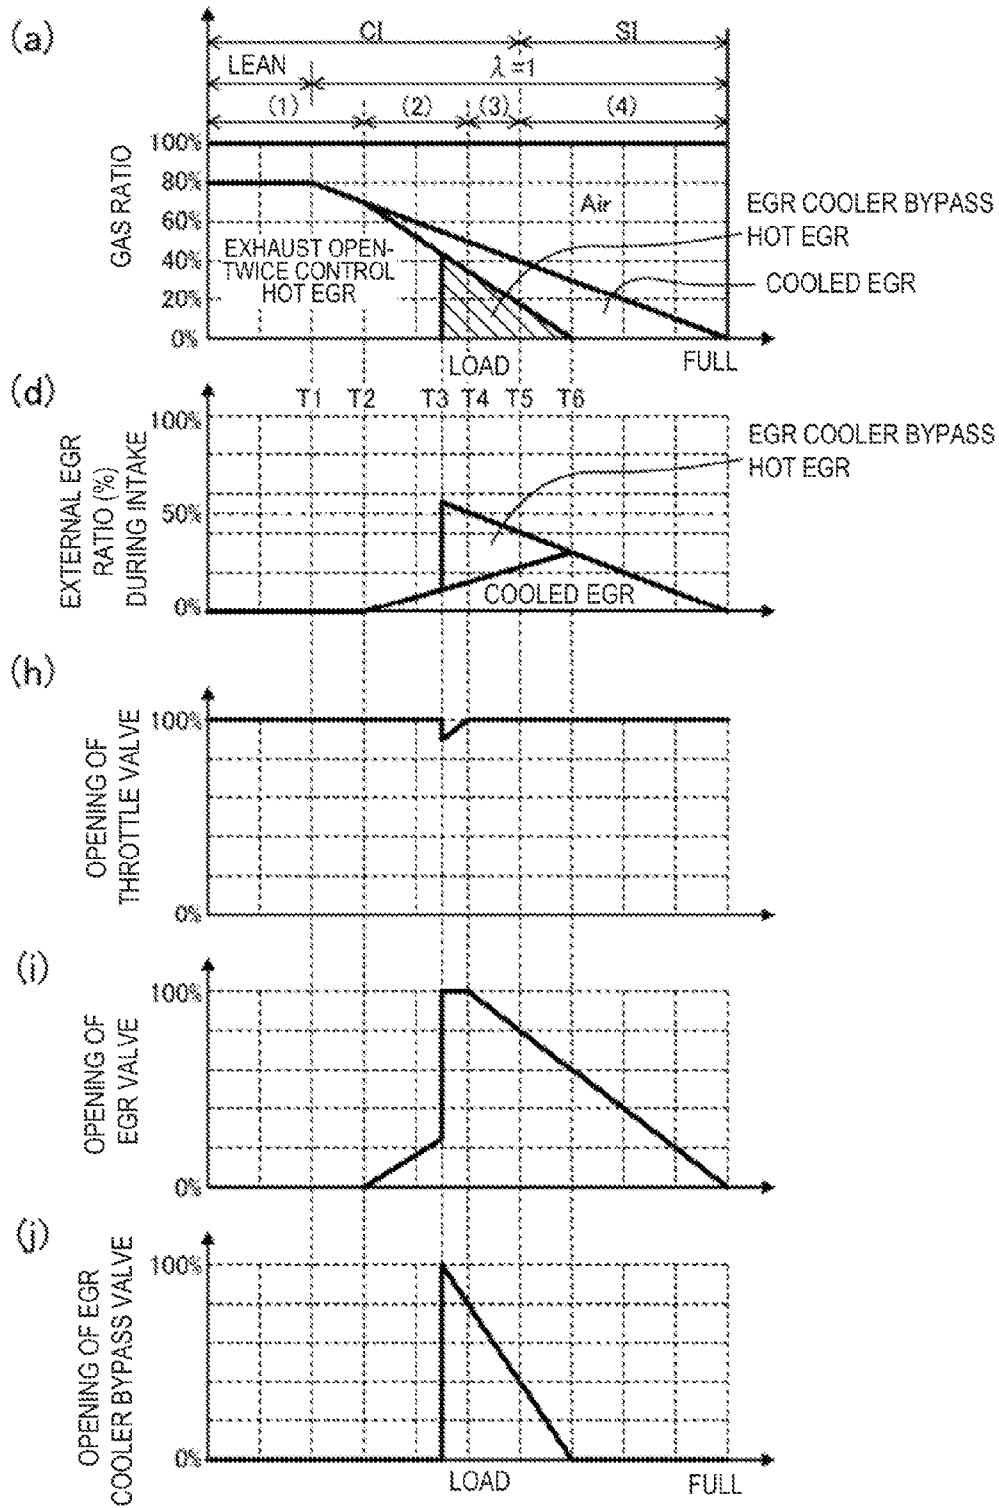 (a)
CI
SI
LEAN
λ=1
(1)
(2)
(3)
(4)
GAS RATIO
100%
80%
60%
40%
20%
0%
Air
EXHAUST OPEN-
TWICE CONTROL
HOT EGR
EGR COOLER BYPASS
HOT EGR
COOLED EGR
LOAD
FULL
T1
T2
T3
T4
T5
T6
(d)
EXTERNAL EGR
RATIO (%)
DURING INTAKE
100%
50%
0%
EGR COOLER BYPASS
HOT EGR
COOLED EGR
(h)
OPENING OF
THROTTLE VALVE
100%
0%
(i)
OPENING OF
EGR VALVE
100%
0%
(j)
OPENING OF EGR
COOLER BYPASS VALVE
100%
0%
LOAD
FULL